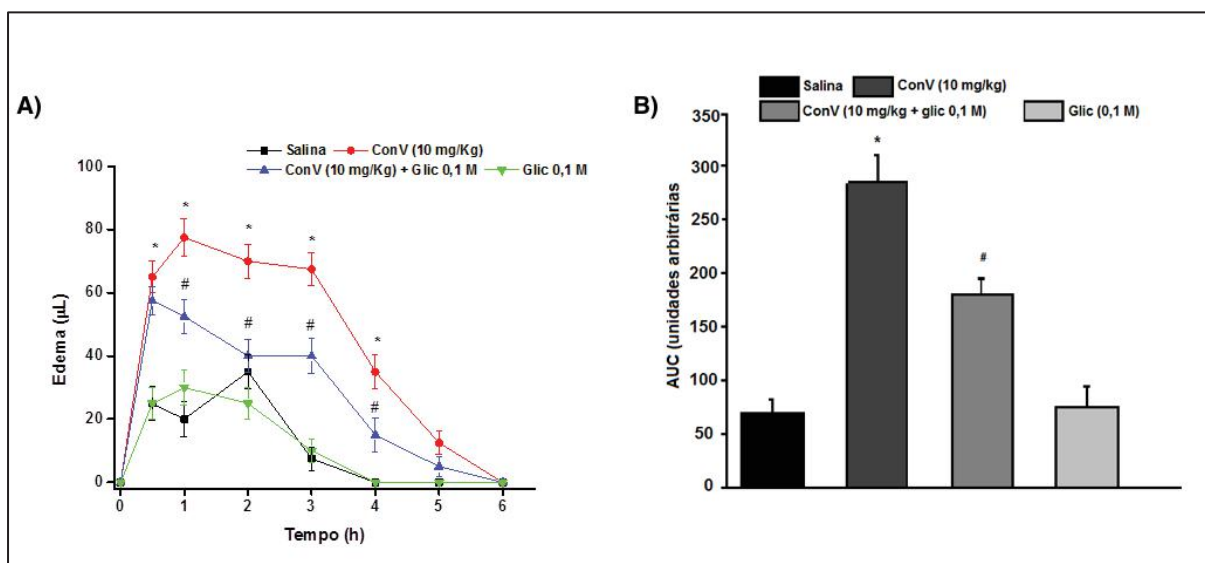 A)
Salina ConV (10 mg/Kg)
ConV (10 mg/Kg) + Glic 0,1 M Glic 0,1 M
100
80
60
40
20
0
Edema (µL)
* * * * *
# # # #
0 1 2 3 4 5 6
Tempo (h)
B)
Salina ConV (10 mg/kg)
ConV (10 mg/kg + glic 0,1 M) Glic (0,1 M)
350
300
250
200
150
100
50
0
AUC (unidades arbitrárias)
*
#